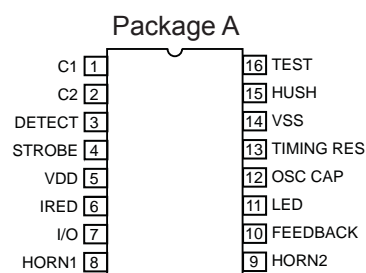 Package A
C1 1 16 TEST
C2 2 15 HUSH
DETECT 3 14 VSS
STROBE 4 13 TIMING RES
VDD 5 12 OSC CAP
IRED 6 11 LED
I/O 7 10 FEEDBACK
HORN1 8 9 HORN2